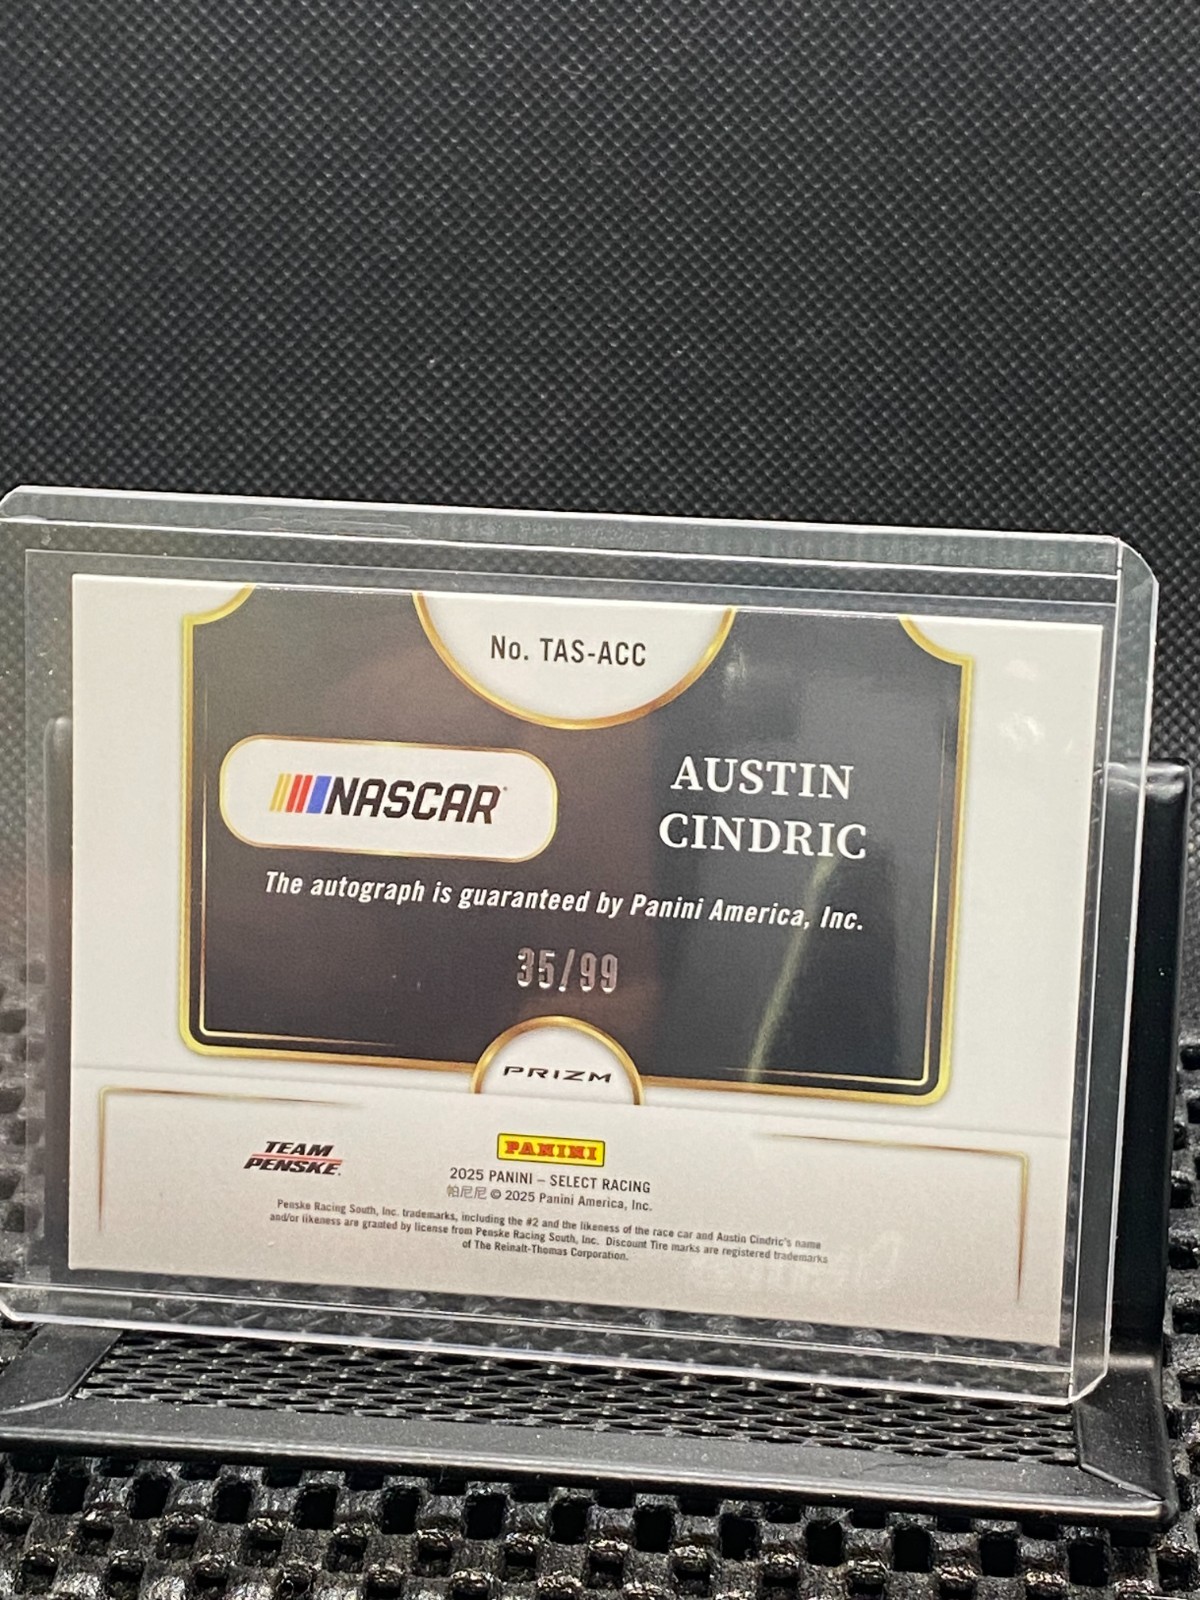 No. TAS-ACC
NASCAR
AUSTIN
CINDRIC
The autograph is guaranteed by Panini America, Inc.
35/99
PRIZM
TEAM
PENSKE
PANINI
2025 PANINI – SELECT RACING
帕尼尼 © 2025 Panini America, Inc.
Penske Racing South, Inc. trademarks, including the #2 and the likeness of the race car and Austin Cindric's name
and/or likeness are granted by license from Penske Racing South, Inc. Discount Tire marks are registered trademarks
of The Reinalt-Thomas Corporation.